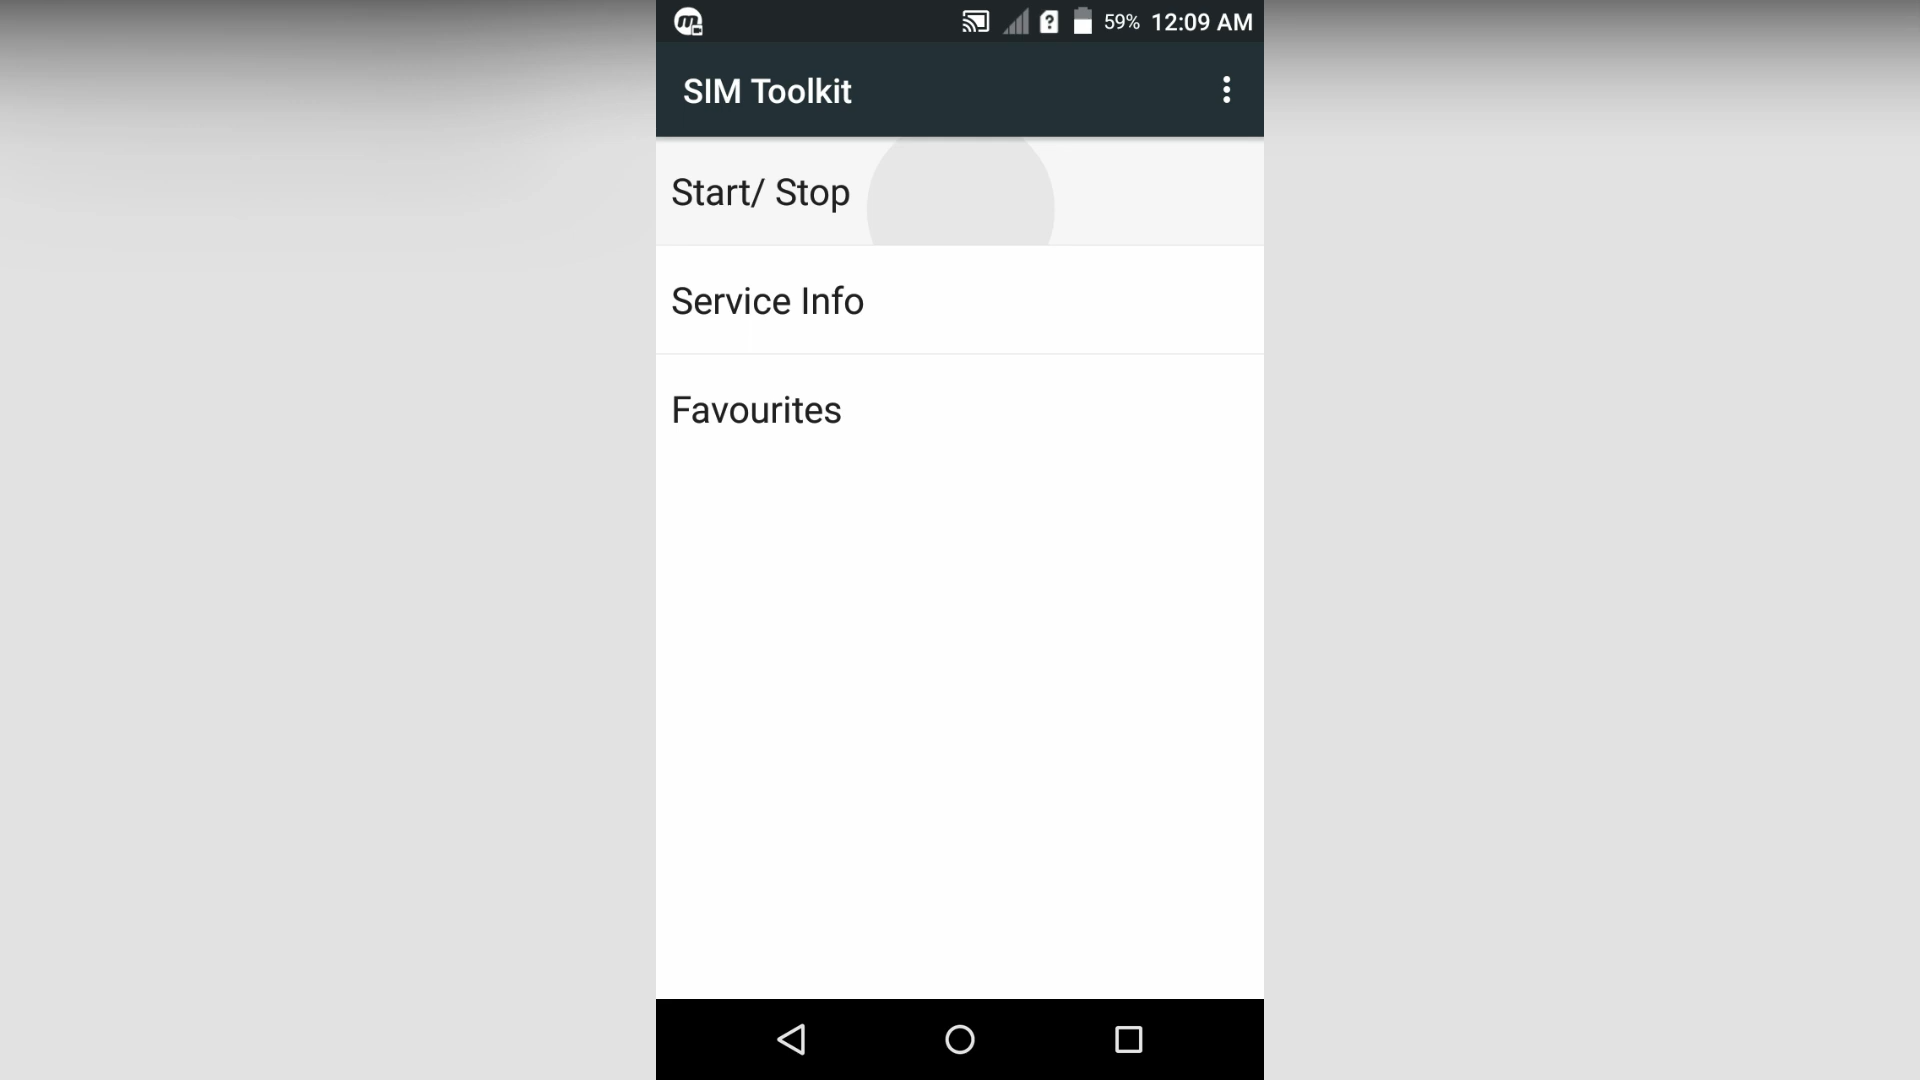 59% 12:09 AM
SIM Toolkit
Start/ Stop
Service Info
Favourites